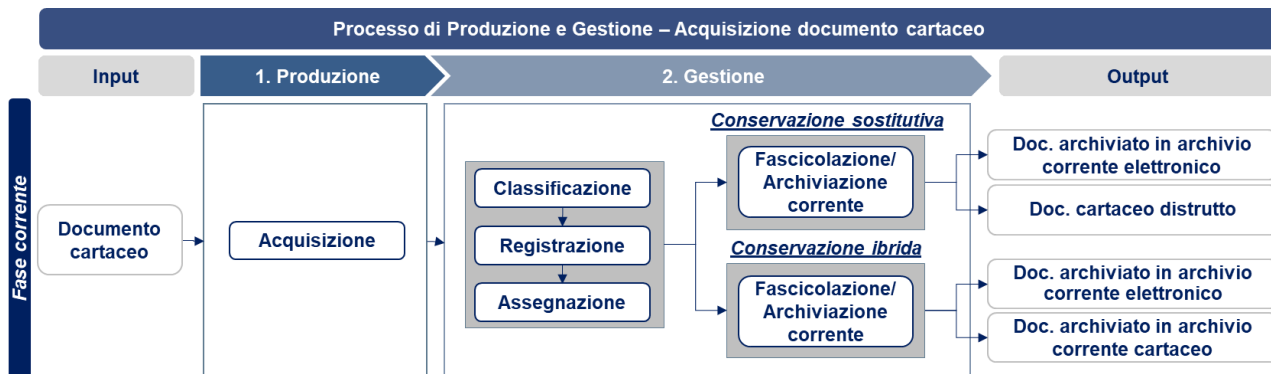 Processo di Produzione e Gestione – Acquisizione documento cartaceo
Input
1. Produzione
2. Gestione
Output
Fase corrente
Documento
cartaceo
Acquisizione
Classificazione
Registrazione
Assegnazione
Conservazione sostitutiva
Fascicolazione/
Archiviazione
corrente
Conservazione ibrida
Fascicolazione/
Archiviazione
corrente
Doc. archiviato in archivio
corrente elettronico
Doc. cartaceo distrutto
Doc. archiviato in archivio
corrente elettronico
Doc. archiviato in archivio
corrente cartaceo